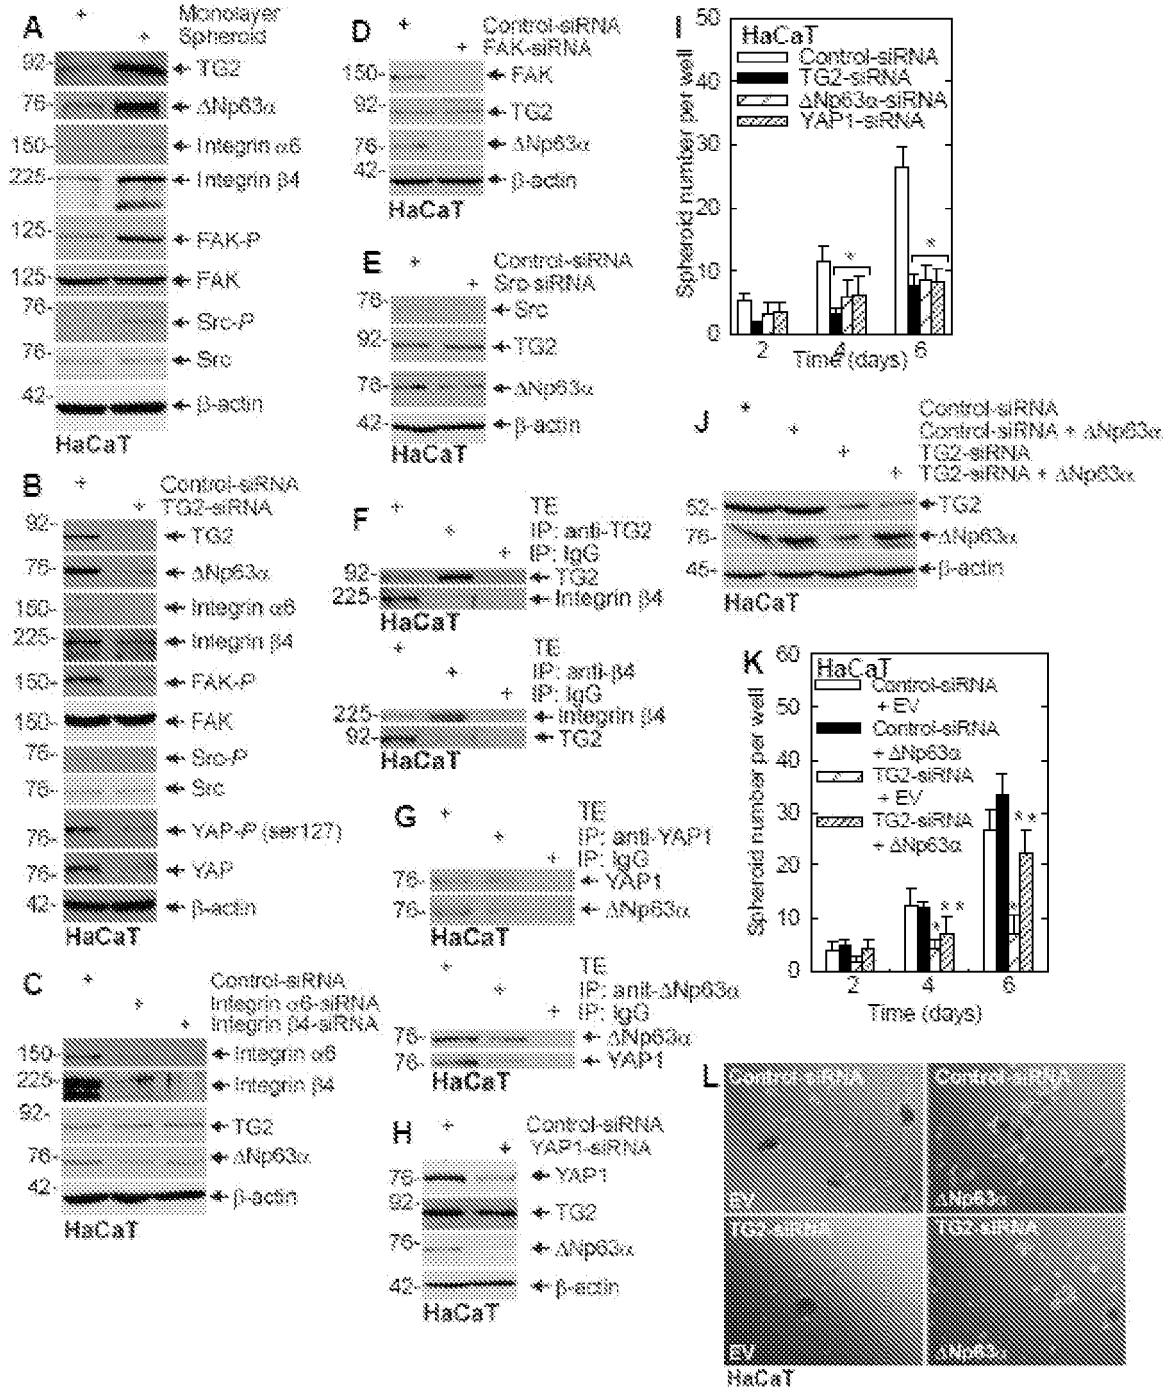 A
+
Monolayer
+
Spheroid
92-
TG2
76-
ΔNp63α
150-
Integrin α6
225-
Integrin β4
125-
FAK-P
125-
FAK
76-
Src-P
76-
Src
42-
β-actin
HaCaT
B
+
Control-siRNA
+
TG2-siRNA
92-
TG2
76-
ΔNp63α
150-
Integrin α6
225-
Integrin β4
150-
FAK-P
150-
FAK
76-
Src-P
76-
Src
76-
YAP-P (ser127)
76-
YAP
42-
β-actin
HaCaT
C
+
Control-siRNA
+
Integrin α6-siRNA
+
Integrin β4-siRNA
150-
Integrin α6
225-
Integrin β4
92-
TG2
76-
ΔNp63α
42-
β-actin
HaCaT
D
+
Control-siRNA
+
FAK-siRNA
150-
FAK
92-
TG2
76-
ΔNp63α
42-
β-actin
HaCaT
E
+
Control-siRNA
+
Src-siRNA
76-
Src
92-
TG2
76-
ΔNp63α
42-
β-actin
HaCaT
F
+
TE
+
IP: anti-TG2
+
IP: IgG
92-
TG2
225-
Integrin β4
HaCaT
+
TE
+
IP: anti-β4
+
IP: IgG
225-
Integrin β4
92-
TG2
HaCaT
G
+
TE
+
IP: anti-YAP1
+
IP: IgG
76-
YAP1
76-
ΔNp63α
HaCaT
+
TE
+
IP: anit-ΔNp63α
+
IP: IgG
76-
ΔNp63α
76-
YAP1
HaCaT
H
+
Control-siRNA
+
YAP1-siRNA
76-
YAP1
92-
TG2
76-
ΔNp63α
42-
β-actin
HaCaT
I
HaCaT
Control-siRNA
TG2-siRNA
ΔNp63α-siRNA
YAP1-siRNA
Spheroid number per well
50
40
30
20
10
0
*
*
2
4
6
Time (days)
J
+
Control-siRNA
+
Control-siRNA + ΔNp63α
+
TG2-siRNA
+
TG2-siRNA + ΔNp63α
TG2
76-
ΔNp63α
45-
β-actin
HaCaT
K
HaCaT
Control-siRNA
+ EV
Control-siRNA
+ ΔNp63α
TG2-siRNA
+ EV
TG2-siRNA
+ ΔNp63α
Spheroid number per well
60
50
40
30
20
10
0
*
**
*
**
2
4
6
Time (days)
L
Control-siRNA
EV
Control-siRNA
ΔNp63α
TG2-siRNA
EV
TG2-siRNA
ΔNp63α
HaCaT